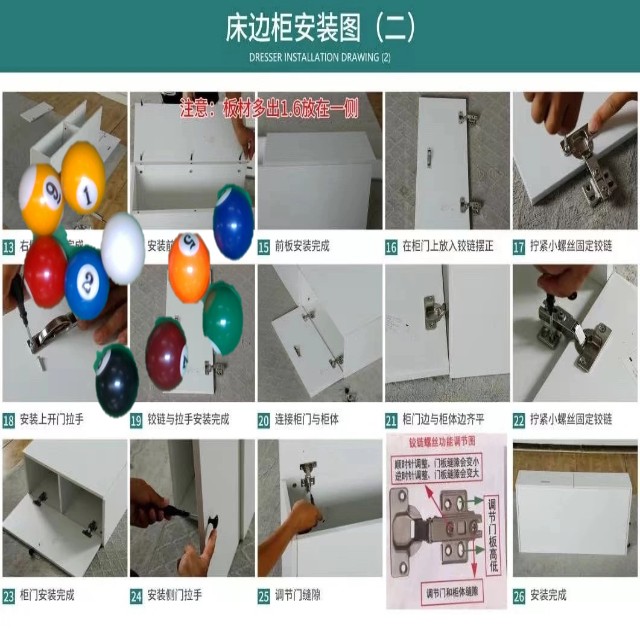 床边柜安装图（二）
DRESSER INSTALLATION DRAWING (2)
注意：板材多出1.6放在一侧
13 右 完成
安装前
15 前板安装完成
16 在柜门上放入铰链摆正
17 拧紧小螺丝固定铰链
1
2
5
18 安装上开门拉手
19 铰链与拉手安装完成
20 连接柜门与柜体
21 柜门边与柜体边齐平
22 拧紧小螺丝固定铰链
铰链螺丝功能调节图
顺时针调整，门板缝隙会变小
逆时针调整，门板缝隙会变大
调节门板高低
调节门和柜体缝隙
23 柜门安装完成
24 安装侧门拉手
25 调节门缝隙
26 安装完成